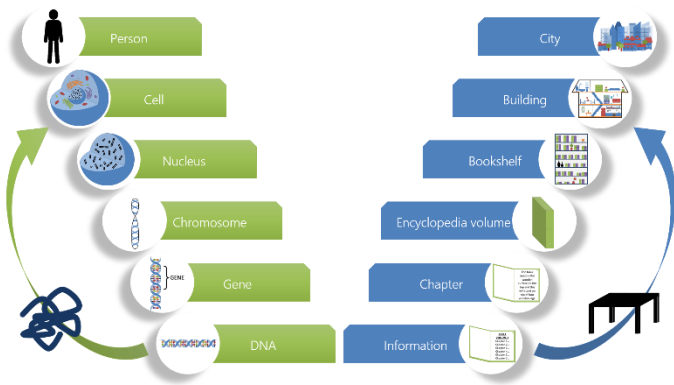 Person
City
Cell
Building
Nucleus
Bookshelf
Chromosome
Encyclopedia volume
GENE
Gene
Chapter
DNA
Information